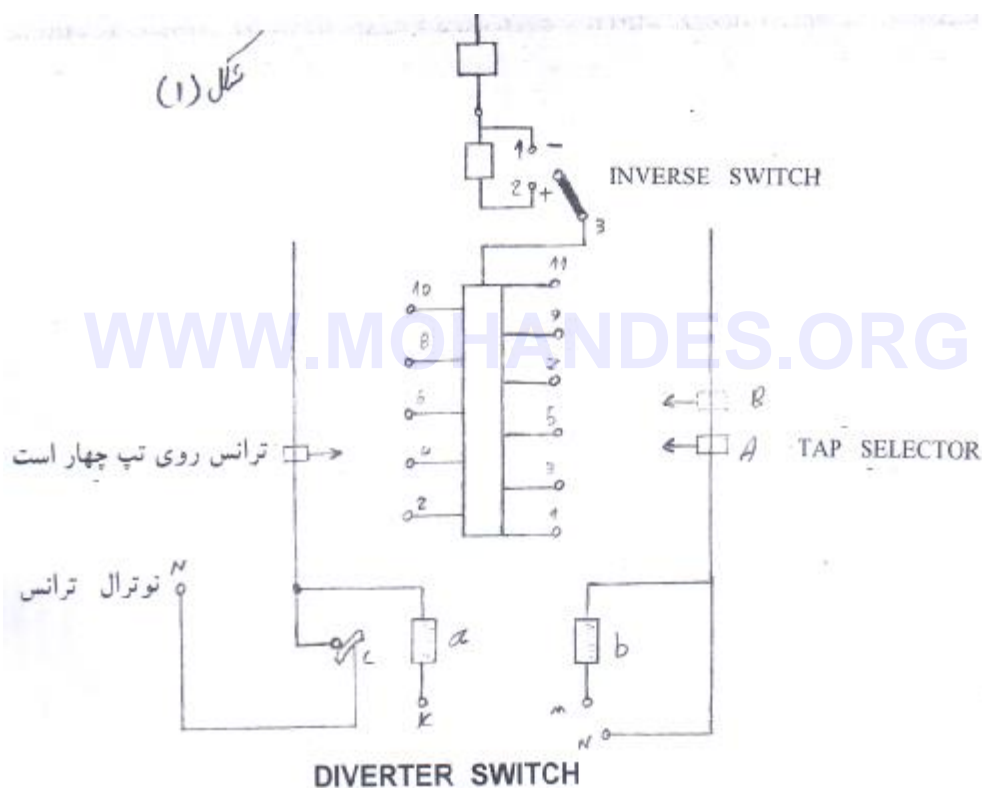 شکل (۱)
1 -
INVERSE SWITCH
2 +
3
11
10
9
WWW.MOHANDES.ORG
8
7
6
B
5
ترانس روی تپ چهار است
A TAP SELECTOR
4
3
2
1
نوترال ترانس N
a
b
c
K
m
N
DIVERTER SWITCH